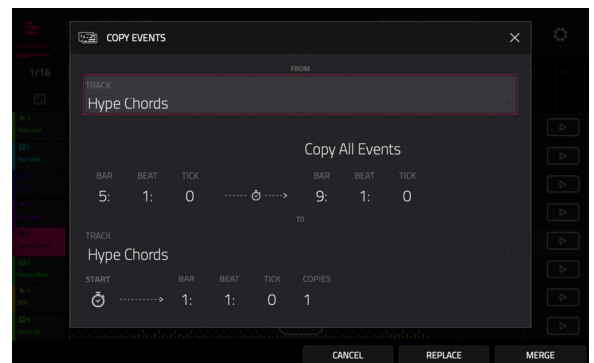 COPY EVENTS
FROM
1/16
TRACK
Hype Chords
Copy All Events
BAR BEAT TICK BAR BEAT TICK
5: 1: 0 9: 1: 0
TO
TRACK
Hype Chords
START BAR BEAT TICK COPIES
1: 1: 0 1
CANCEL REPLACE MERGE